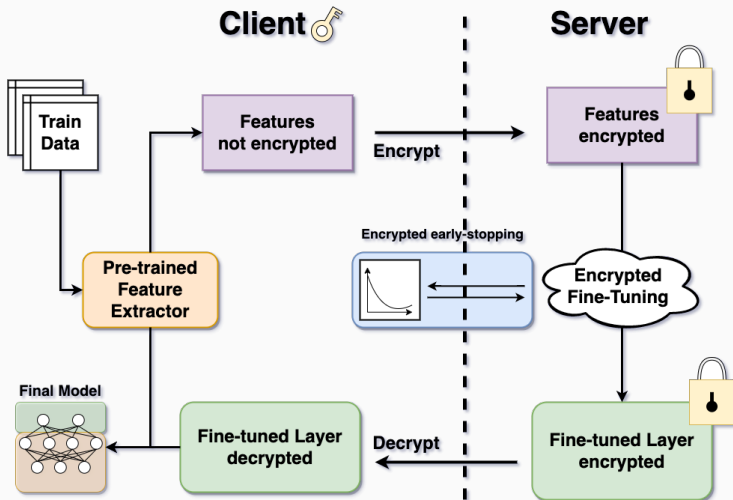 Client
Server
Train
Data
Features
not encrypted
Encrypt
Features
encrypted
Encrypted early-stopping
Pre-trained
Feature
Extractor
Encrypted
Fine-Tuning
Final Model
Fine-tuned Layer
decrypted
Decrypt
Fine-tuned Layer
encrypted